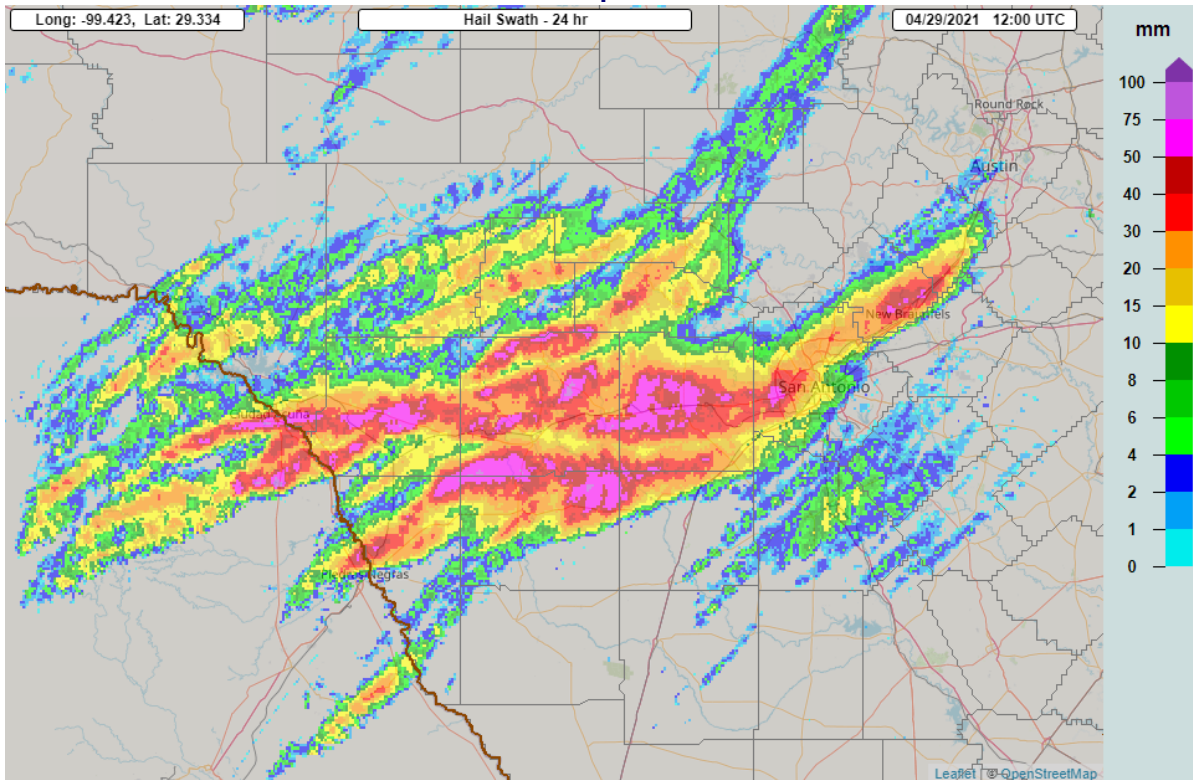 Long: -99.423, Lat: 29.334
Hail Swath - 24 hr
04/29/2021 12:00 UTC
mm
100
75
50
40
30
20
15
10
8
6
4
2
1
0
Round Rock
Austin
New Braunfels
San Antonio
Ciudad Acuña
Piedras Negras
Leaflet | © OpenStreetMap